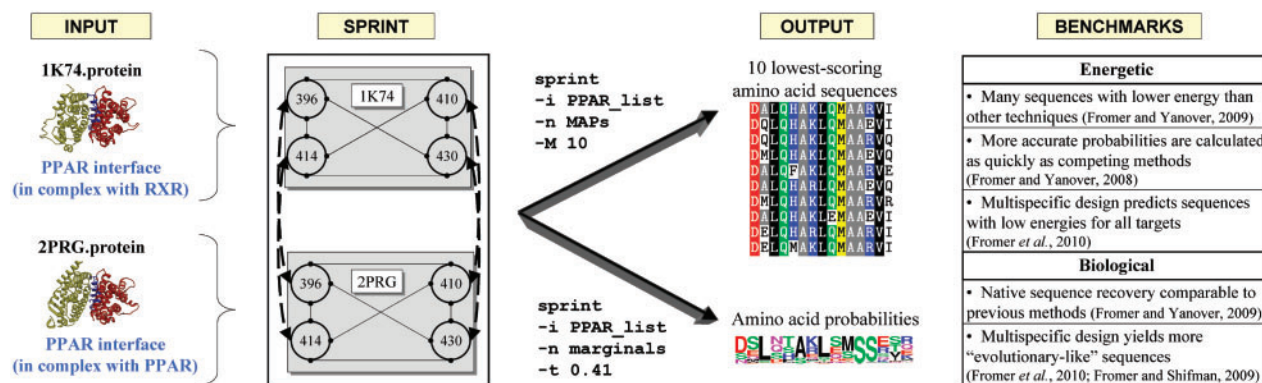 INPUT
1K74.protein
PPAR interface
(in complex with RXR)
2PRG.protein
PPAR interface
(in complex with PPAR)
SPRINT
1K74
396
410
414
430
2PRG
396
410
414
430
sprint
-i PPAR_list
-n MAPs
-M 10
sprint
-i PPAR_list
-n marginals
-t 0.41
OUTPUT
10 lowest-scoring
amino acid sequences
DALQHAKLQMAARVI
DQLQHAKLQMAAEVI
DMLQHAKLQMAAEVQ
DALQFAKLQMAARVE
DMLQHARLQMAARVR
DALQHAKLEMAAEVI
DELQMAKLQMAARVI
Amino acid probabilities
BENCHMARKS
Energetic
• Many sequences with lower energy than
other techniques (Fromer and Yanover, 2009)
• More accurate probabilities are calculated
as quickly as competing methods
(Fromer and Yanover, 2008)
• Multispecific design predicts sequences
with low energies for all targets
(Fromer et al., 2010)
Biological
• Native sequence recovery comparable to
previous methods (Fromer and Yanover, 2009)
• Multispecific design yields more
“evolutionary-like” sequences
(Fromer et al., 2010; Fromer and Shifman, 2009)